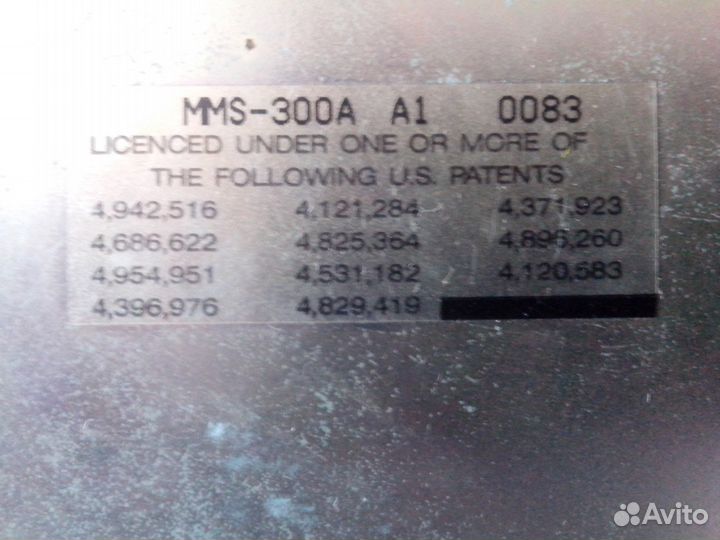 MMS-300A A1 0083
LICENCED UNDER ONE OR MORE OF
THE FOLLOWING U.S. PATENTS
4,942,516 4,121,284 4,371,923
4,686,622 4,825,364 4,896,260
4,954,951 4,531,182 4,120,583
4,396,976 4,829,419
Avito